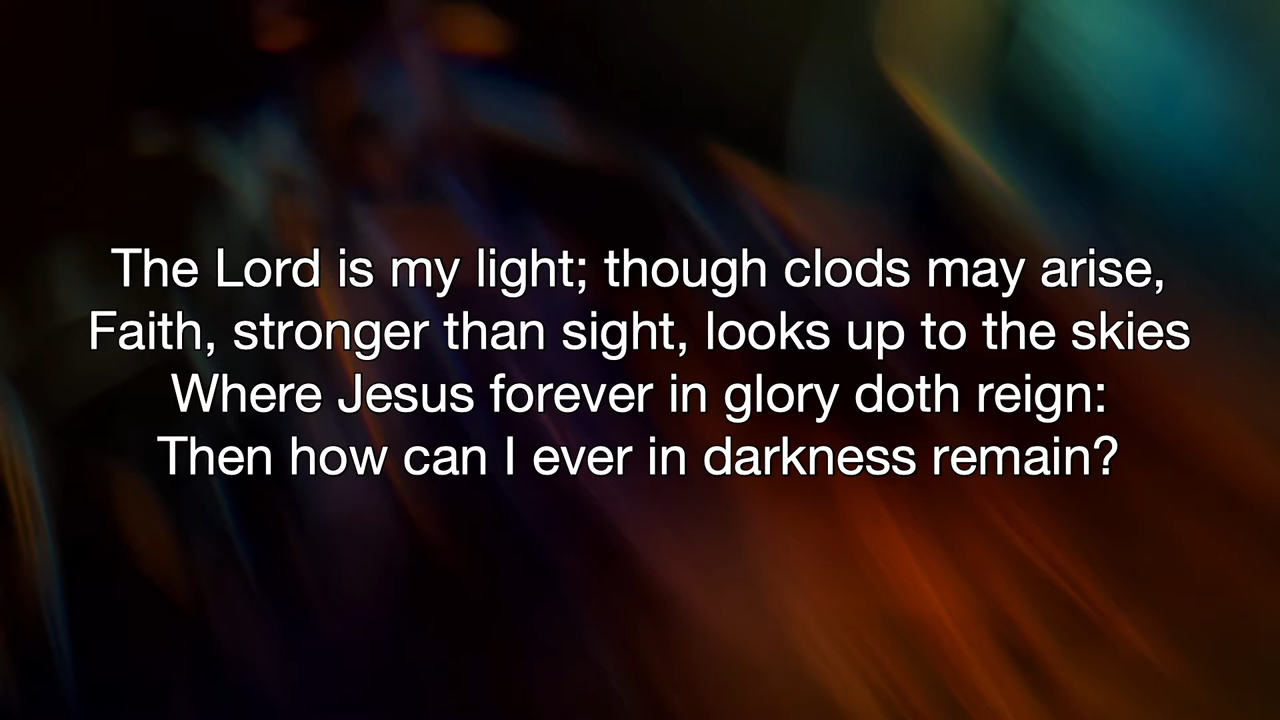 The Lord is my light; though clods may arise,
Faith, stronger than sight, looks up to the skies
Where Jesus forever in glory doth reign:
Then how can I ever in darkness remain?